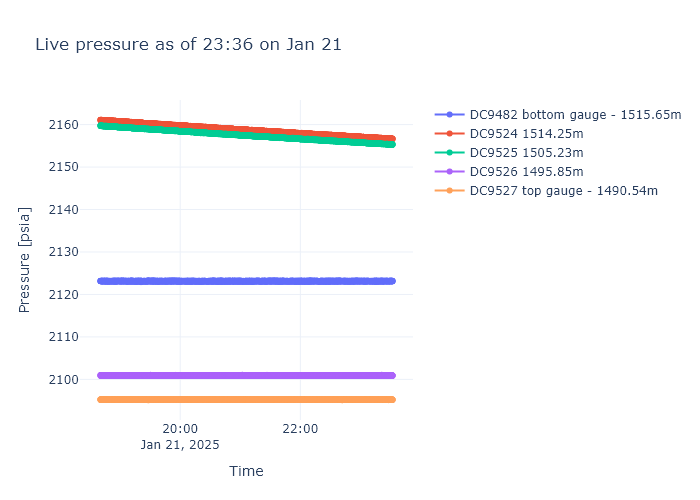 Live pressure as of 23:36 on Jan 21
DC9482 bottom gauge - 1515.65m
DC9524 1514.25m
DC9525 1505.23m
DC9526 1495.85m
DC9527 top gauge - 1490.54m
Pressure [psia]
2160
2150
2140
2130
2120
2110
2100
20:00
22:00
Jan 21, 2025
Time